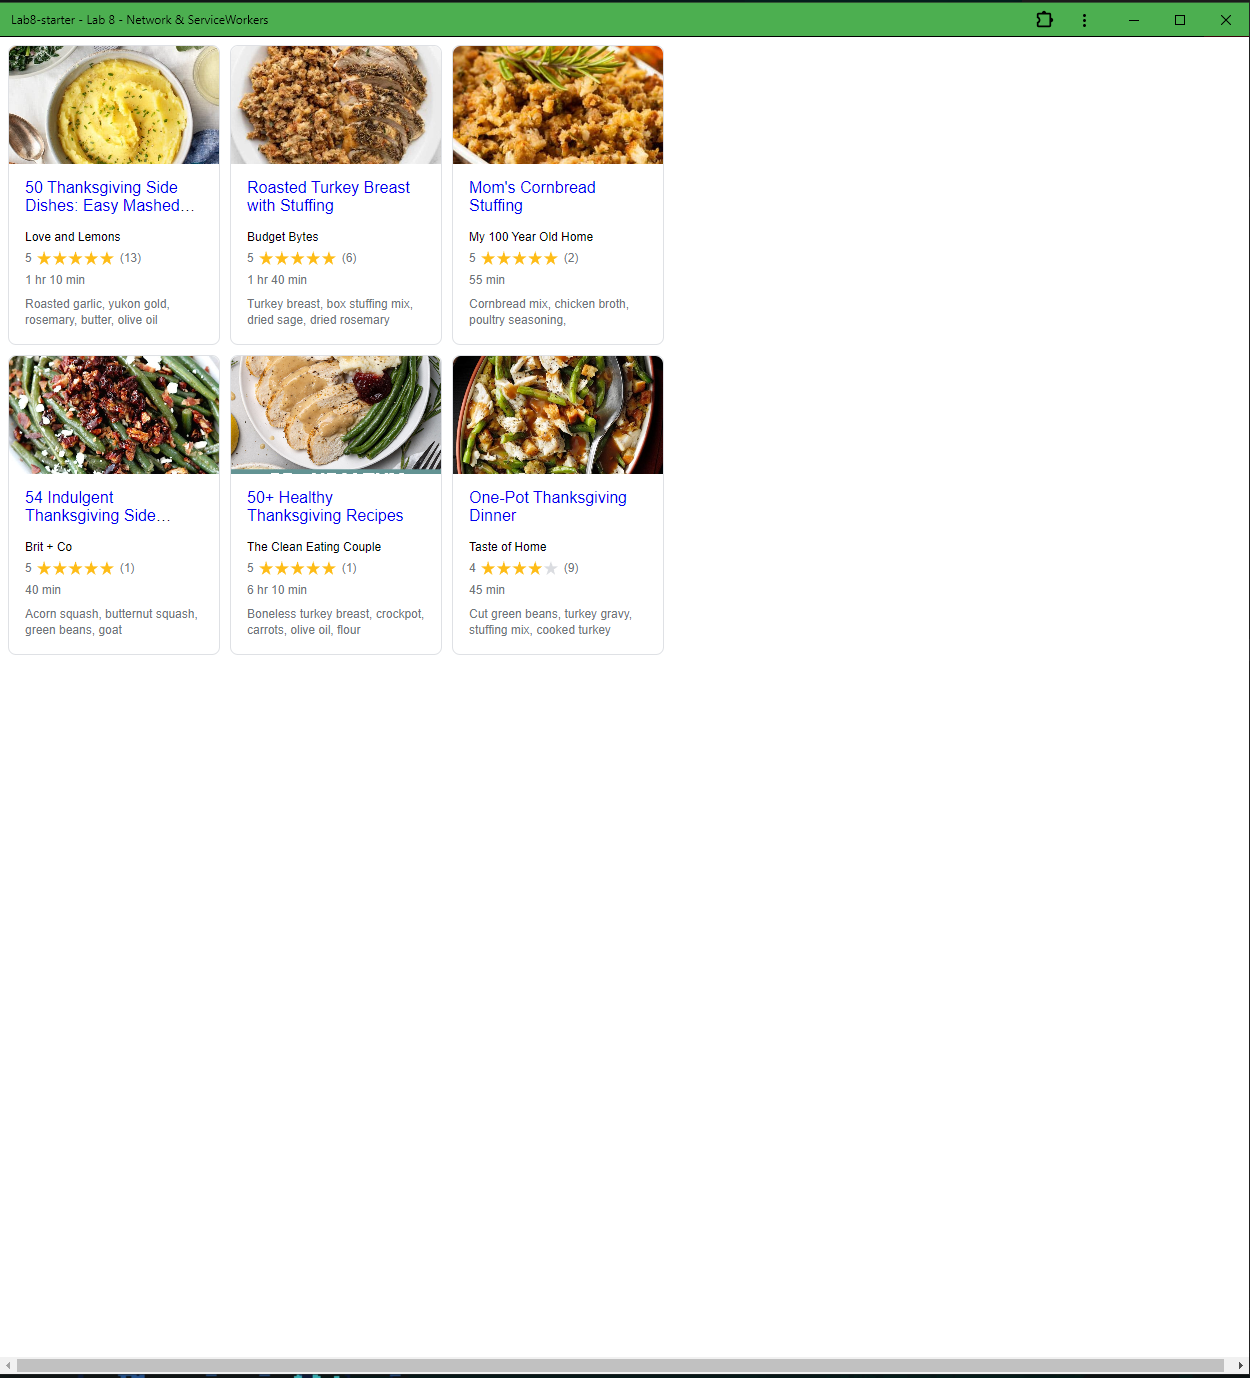 Lab8-starter - Lab 8 - Network & ServiceWorkers
50 Thanksgiving Side
Dishes: Easy Mashed...
Love and Lemons
5 (13)
1 hr 10 min
Roasted garlic, yukon gold,
rosemary, butter, olive oil
Roasted Turkey Breast
with Stuffing
Budget Bytes
5 (6)
1 hr 40 min
Turkey breast, box stuffing mix,
dried sage, dried rosemary
Mom's Cornbread
Stuffing
My 100 Year Old Home
5 (2)
55 min
Cornbread mix, chicken broth,
poultry seasoning,
54 Indulgent
Thanksgiving Side...
Brit + Co
5 (1)
40 min
Acorn squash, butternut squash,
green beans, goat
50+ Healthy
Thanksgiving Recipes
The Clean Eating Couple
5 (1)
6 hr 10 min
Boneless turkey breast, crockpot,
carrots, olive oil, flour
One-Pot Thanksgiving
Dinner
Taste of Home
4 (9)
45 min
Cut green beans, turkey gravy,
stuffing mix, cooked turkey